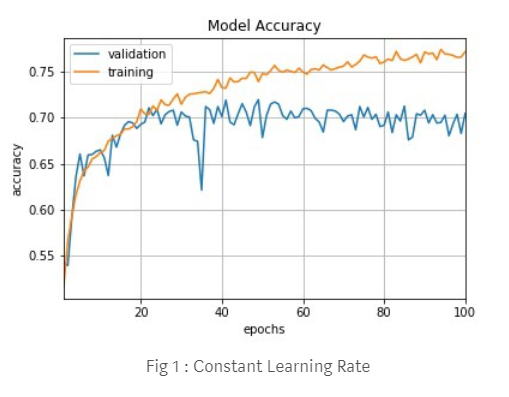 Model Accuracy
validation
training
accuracy
0.75
0.70
0.65
0.60
0.55
20
40
60
80
100
epochs
Fig 1 : Constant Learning Rate